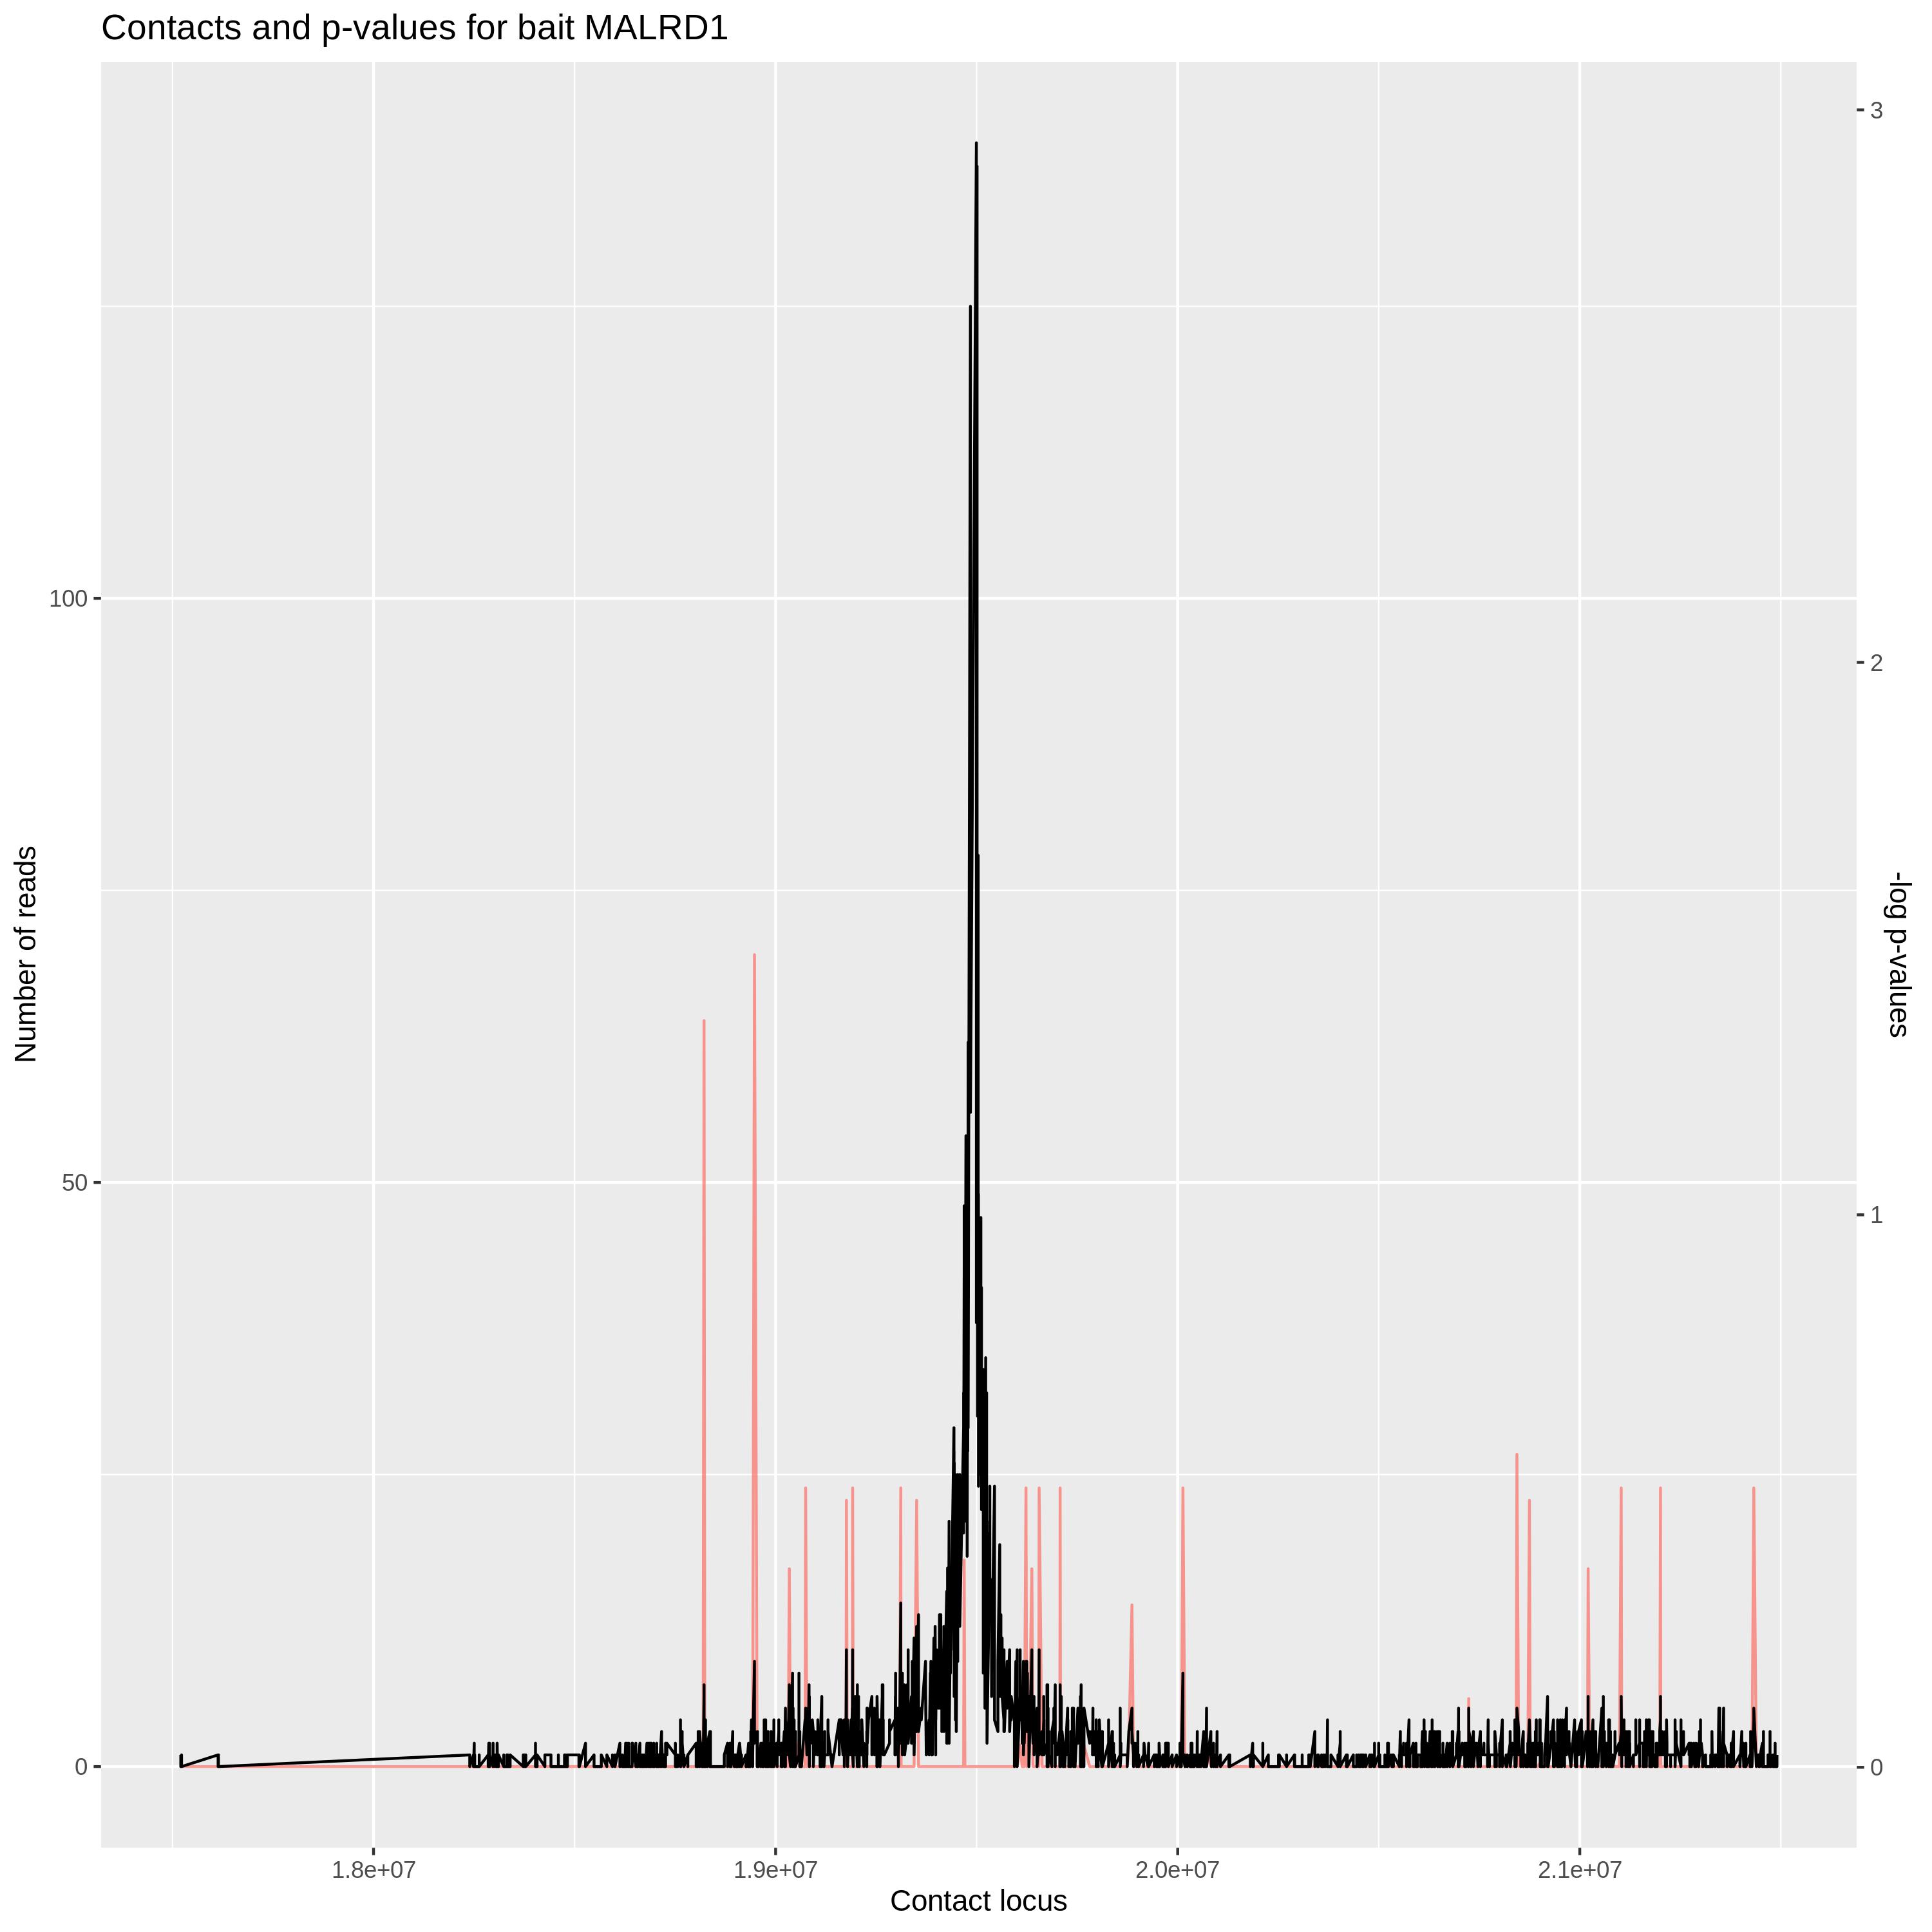 Contacts and p-values for bait MALRD1
3
100
2
Number of reads
-log p-values
50
1
0
0
1.8e+07
1.9e+07
2.0e+07
2.1e+07
Contact locus